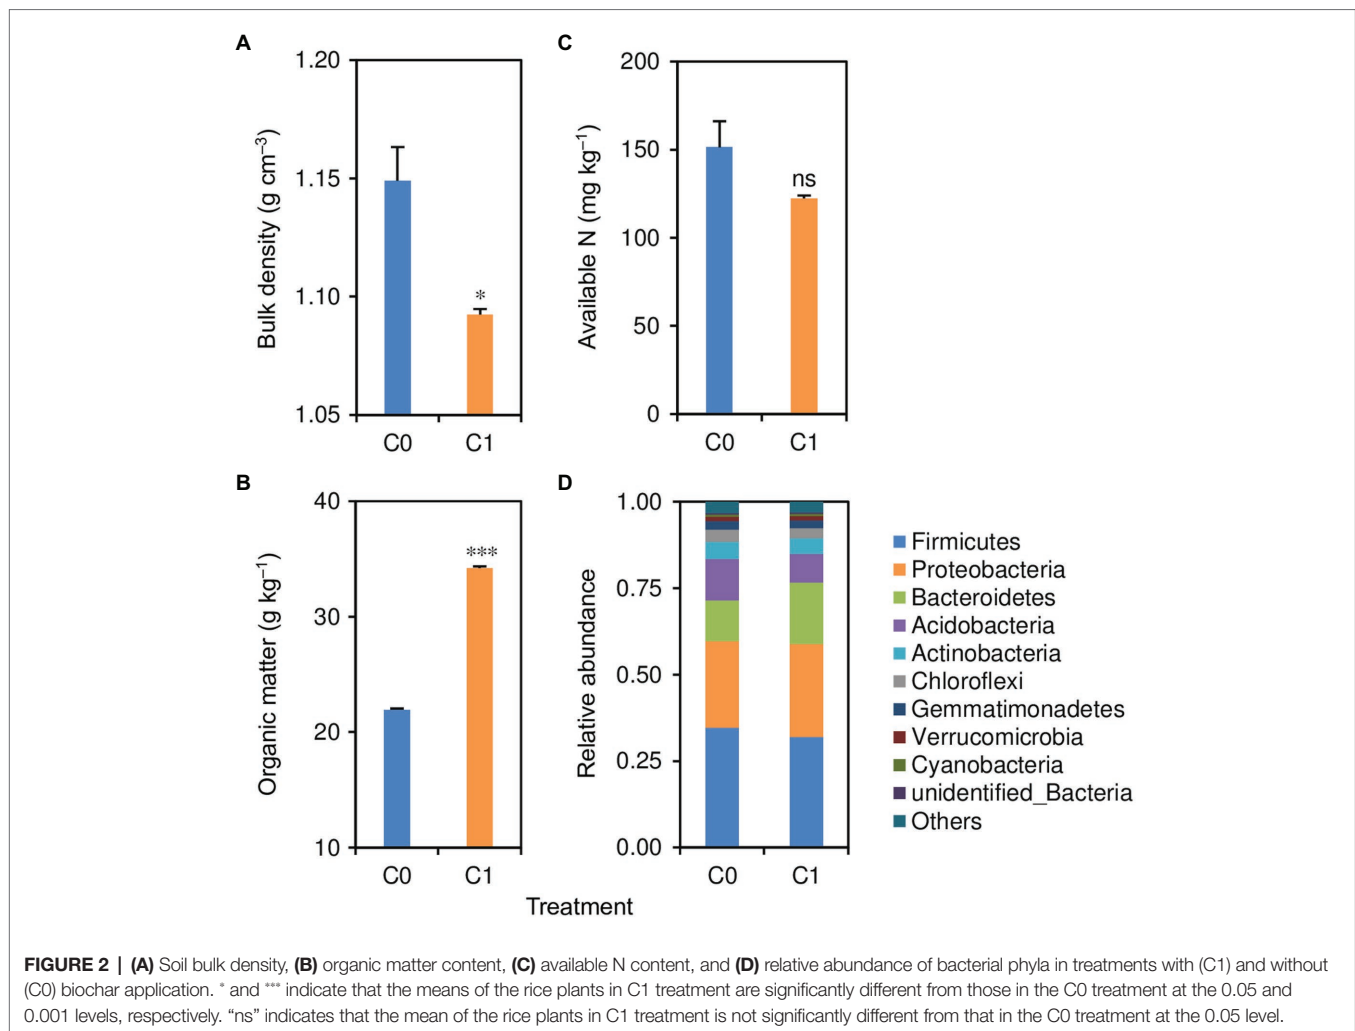 A
1.20
1.15
1.10
1.05
Bulk density (g cm⁻³)
*
C0 C1
C
200
150
100
50
0
Available N (mg kg⁻¹)
ns
C0 C1
B
40
30
20
10
Organic matter (g kg⁻¹)
***
C0 C1
D
1.00
0.75
0.50
0.25
0.00
Relative abundance
C0 C1
Firmicutes
Proteobacteria
Bacteroidetes
Acidobacteria
Actinobacteria
Chloroflexi
Gemmatimonadetes
Verrucomicrobia
Cyanobacteria
unidentified_Bacteria
Others
Treatment
FIGURE 2 | (A) Soil bulk density, (B) organic matter content, (C) available N content, and (D) relative abundance of bacterial phyla in treatments with (C1) and without
(C0) biochar application. * and *** indicate that the means of the rice plants in C1 treatment are significantly different from those in the C0 treatment at the 0.05 and
0.001 levels, respectively. “ns” indicates that the mean of the rice plants in C1 treatment is not significantly different from that in the C0 treatment at the 0.05 level.